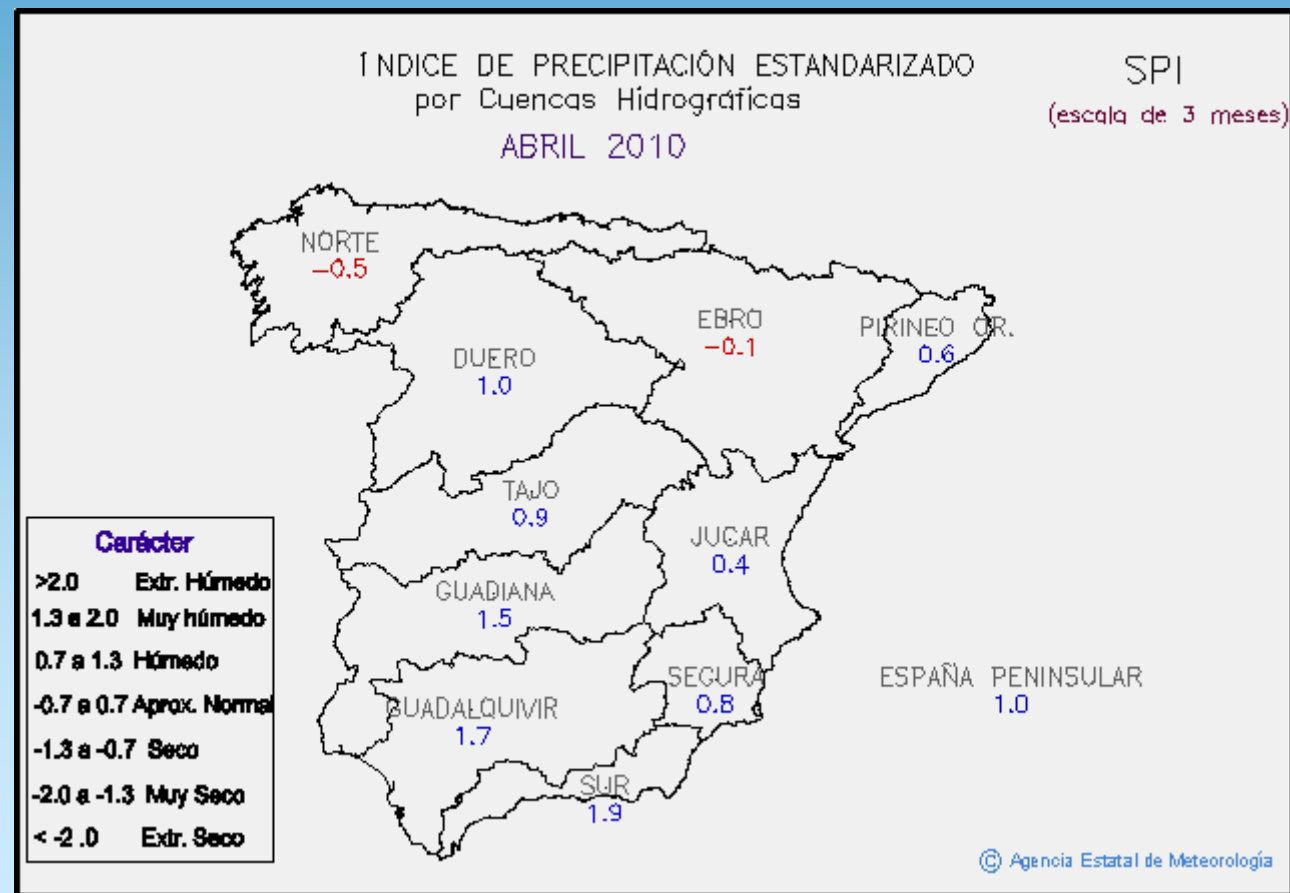 ÍNDICE DE PRECIPITACIÓN ESTANDARIZADO
por Cuencas Hidrográficas
ABRIL 2010
SPI
(escala de 3 meses)
NORTE
-0.5
DUERO
1.0
EBRO
-0.1
PIRINEO OR.
0.6
TAJO
0.9
JUCAR
0.4
GUADIANA
1.5
SEGURA
0.8
GUADALQUIVIR
1.7
SUR
1.9
ESPAÑA PENINSULAR
1.0
Carácter
>2.0 Extr. Húmedo
1.3 a 2.0 Muy húmedo
0.7 a 1.3 Húmedo
-0.7 a 0.7 Aprox. Normal
-1.3 a -0.7 Seco
-2.0 a -1.3 Muy Seco
< -2.0 Extr. Seco
© Agencia Estatal de Meteorología